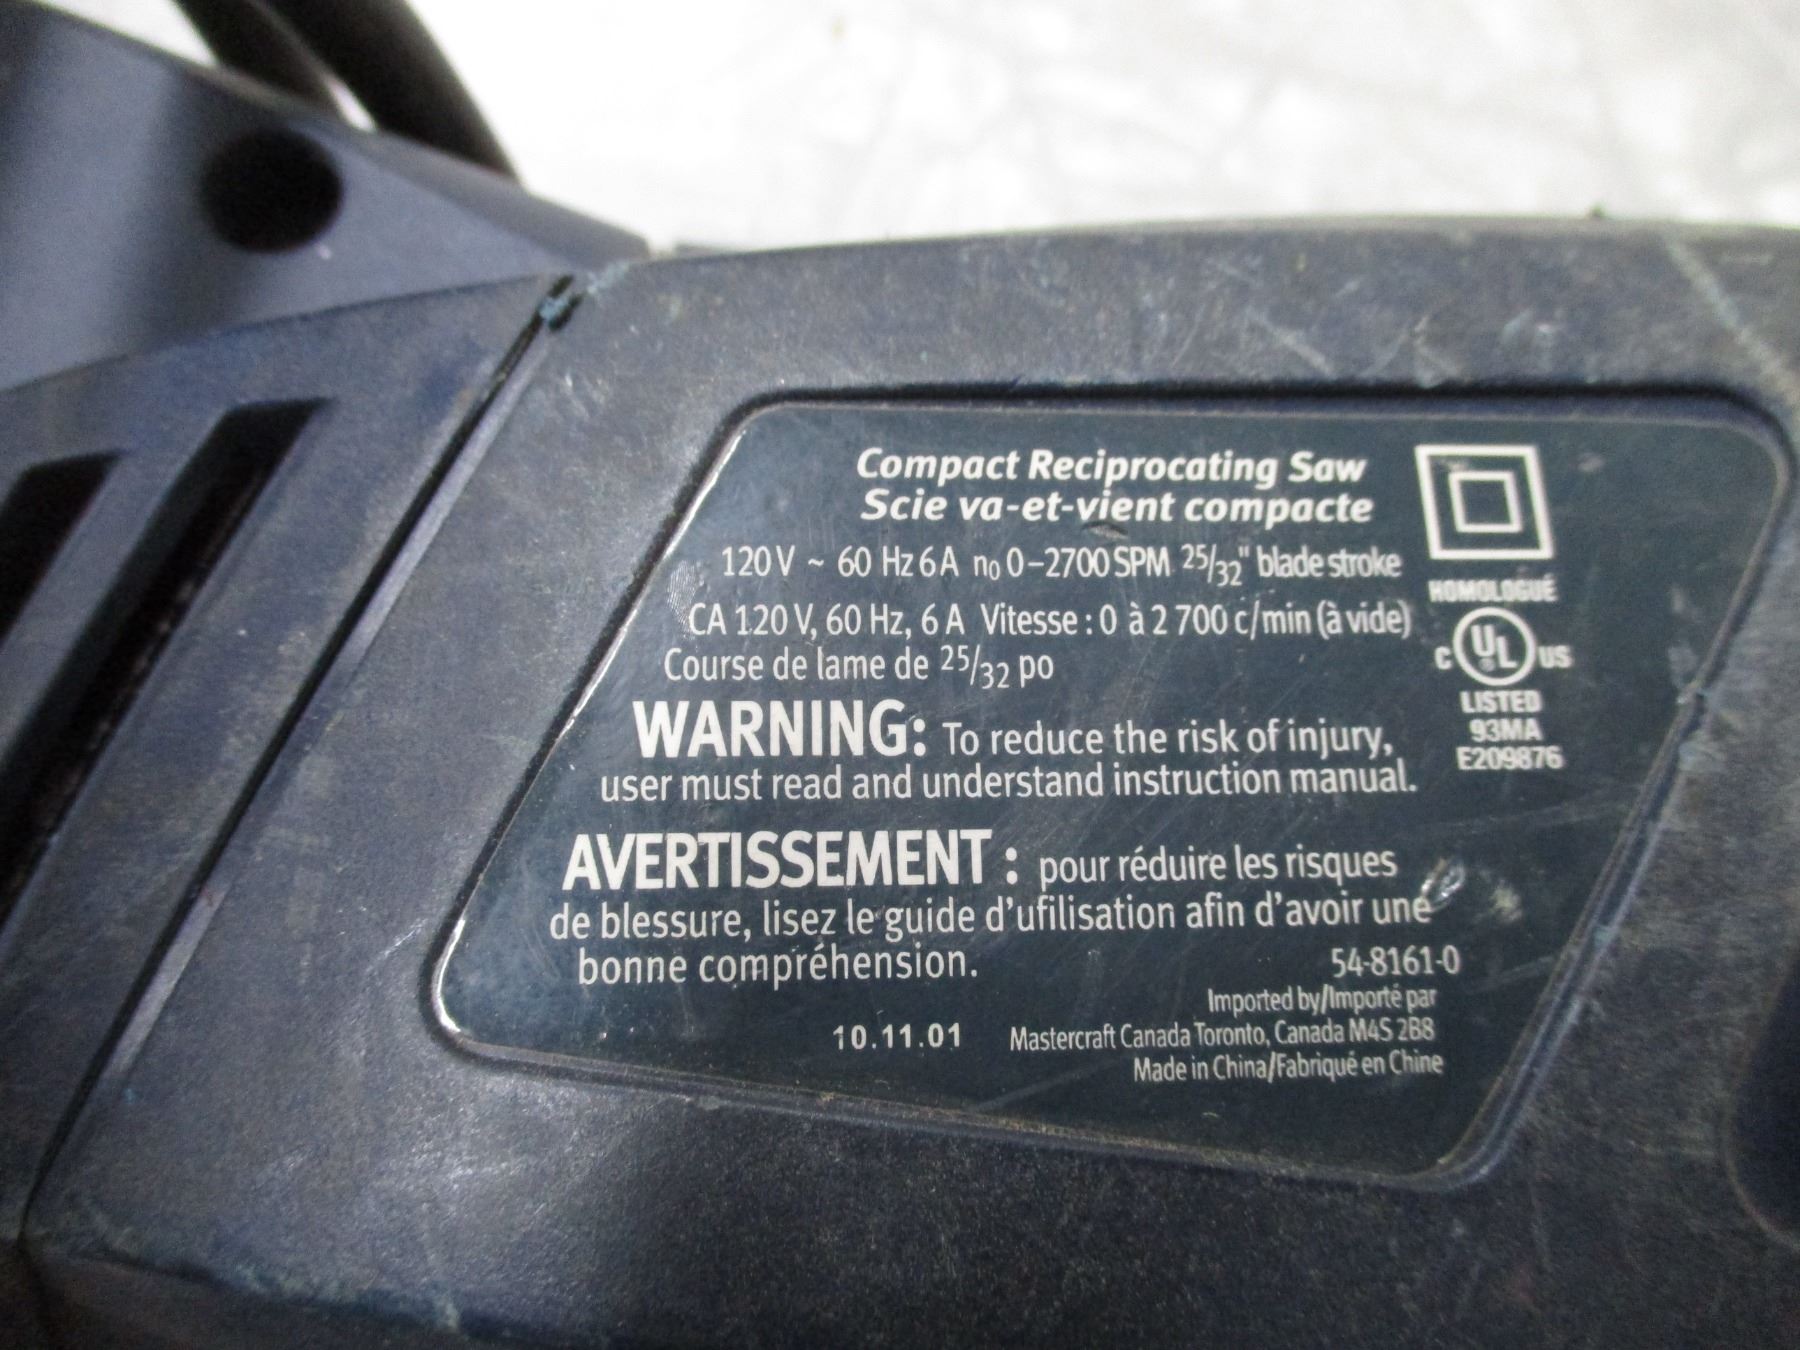 Compact Reciprocating Saw
Scie va-et-vient compacte
120 V ~ 60 Hz 6 A n₀ 0-2700 SPM 25/32" blade stroke
CA 120 V, 60 Hz, 6 A Vitesse : 0 à 2 700 c/min (à vide)
Course de lame de 25/32 po
HOMOLOGUÉ
C UL® US
LISTED
93MA
E209876
WARNING: To reduce the risk of injury,
user must read and understand instruction manual.
AVERTISSEMENT : pour réduire les risques
de blessure, lisez le guide d'ufilisation afin d'avoir une
bonne compréhension.
54-8161-0
Imported by/Importé par
10.11.01 Mastercraft Canada Toronto, Canada M4S 2B8
Made in China/Fabriqué en Chine